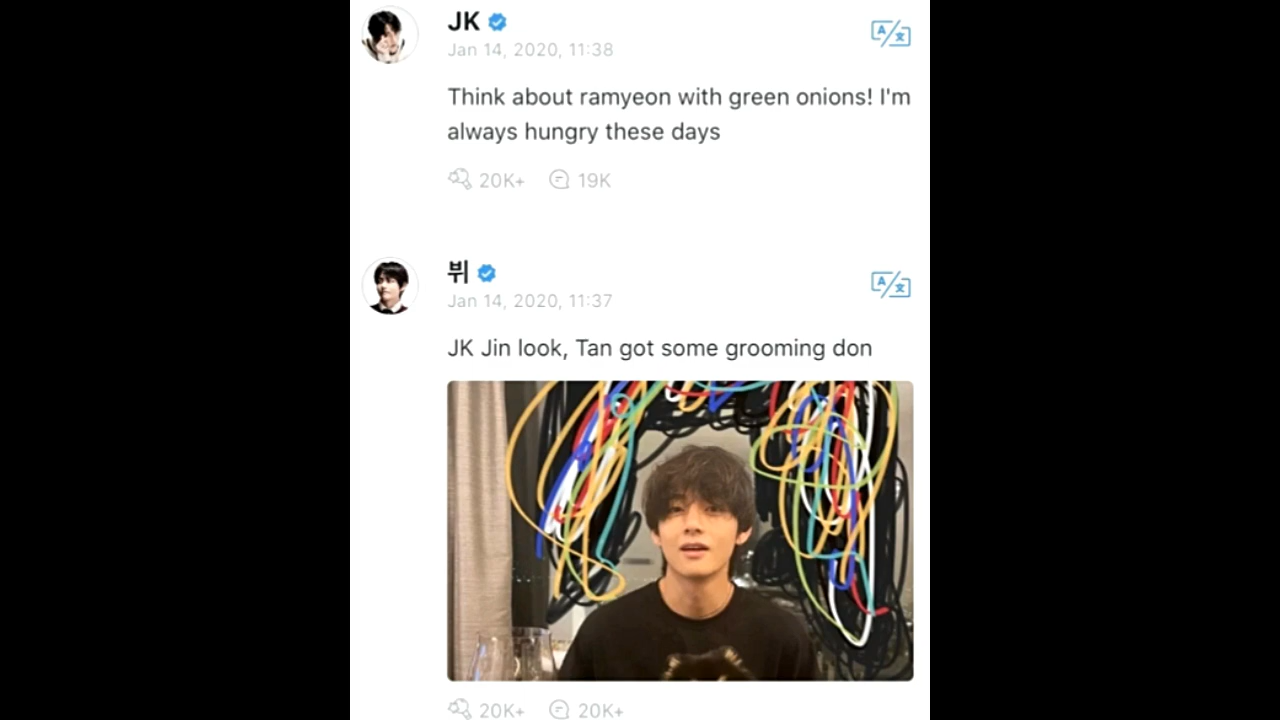 JK
Jan 14, 2020, 11:38
Think about ramyeon with green onions! I'm
always hungry these days
20K+ 19K
뷔
Jan 14, 2020, 11:37
JK Jin look, Tan got some grooming don
20K+ 20K+